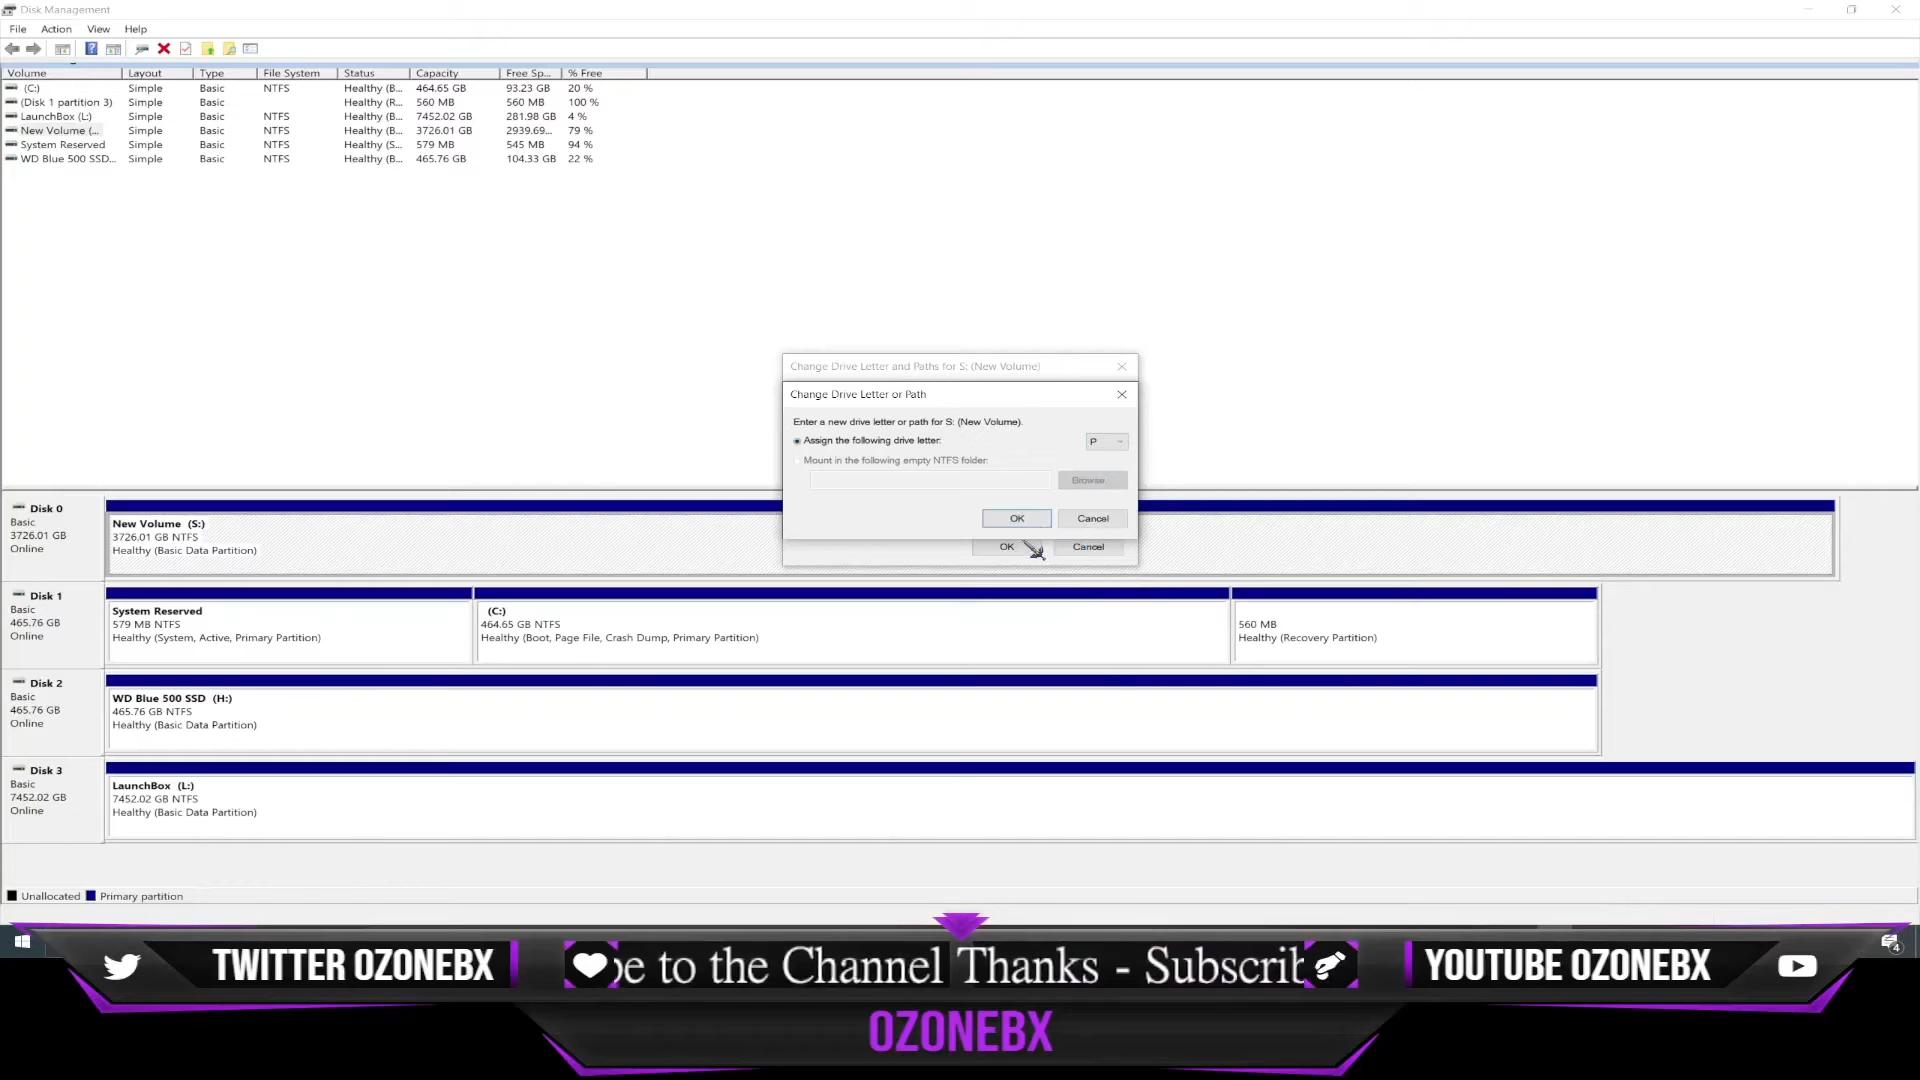 Disk Management
File Action View Help
Volume Layout Type File System Status Capacity Free Sp... % Free
(C:) Simple Basic NTFS Healthy (B... 464.65 GB 93.23 GB 20 %
(Disk 1 partition 3) Simple Basic Healthy (R... 560 MB 560 MB 100 %
LaunchBox (L:) Simple Basic NTFS Healthy (B... 7452.02 GB 281.98 GB 4 %
New Volume (... Simple Basic NTFS Healthy (B... 3726.01 GB 2939.69... 79 %
System Reserved Simple Basic NTFS Healthy (S... 579 MB 545 MB 94 %
WD Blue 500 SSD... Simple Basic NTFS Healthy (B... 465.76 GB 104.33 GB 22 %
Change Drive Letter and Paths for S: (New Volume)
Change Drive Letter or Path
Enter a new drive letter or path for S: (New Volume).
Assign the following drive letter: P
Mount in the following empty NTFS folder:
Browse
OK Cancel
OK Cancel
Disk 0
Basic
3726.01 GB
Online
New Volume (S:)
3726.01 GB NTFS
Healthy (Basic Data Partition)
Disk 1
Basic
465.76 GB
Online
System Reserved
579 MB NTFS
Healthy (System, Active, Primary Partition)
(C:)
464.65 GB NTFS
Healthy (Boot, Page File, Crash Dump, Primary Partition)
560 MB
Healthy (Recovery Partition)
Disk 2
Basic
465.76 GB
Online
WD Blue 500 SSD (H:)
465.76 GB NTFS
Healthy (Basic Data Partition)
Disk 3
Basic
7452.02 GB
Online
LaunchBox (L:)
7452.02 GB NTFS
Healthy (Basic Data Partition)
Unallocated Primary partition
4
TWITTER OZONEBX
be to the Channel Thanks - Subscrib
YOUTUBE OZONEBX
OZONEBX